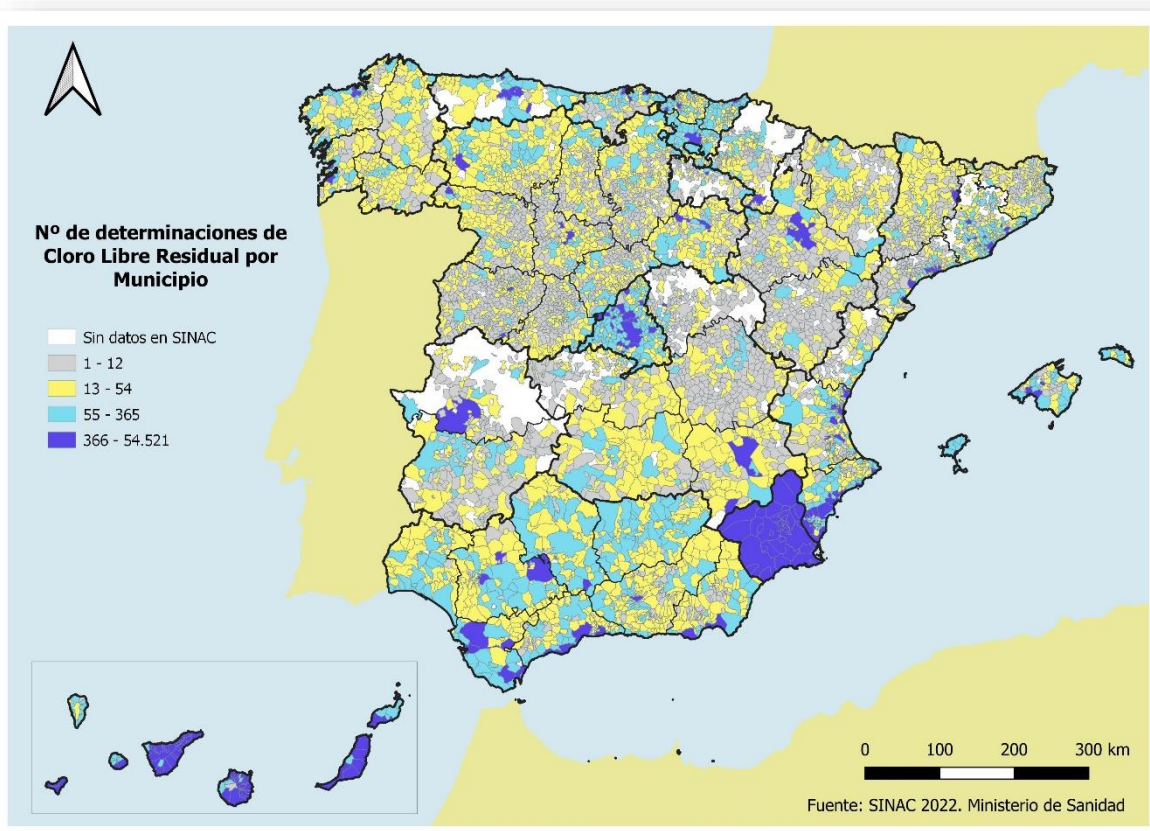 Nº de determinaciones de
Cloro Libre Residual por
Municipio
Sin datos en SINAC
1 - 12
13 - 54
55 - 365
366 - 54.521
0 100 200 300 km
Fuente: SINAC 2022. Ministerio de Sanidad